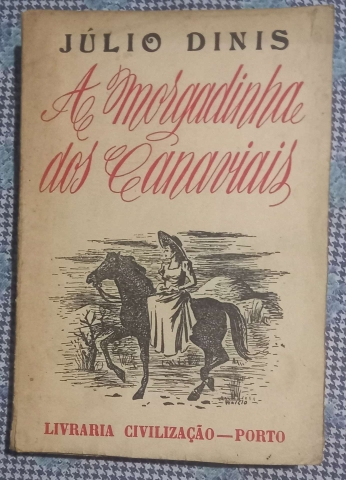 JÚLIO DINIS
A Morgadinha
dos Canaviais
LIVRARIA CIVILIZAÇÃO—PORTO